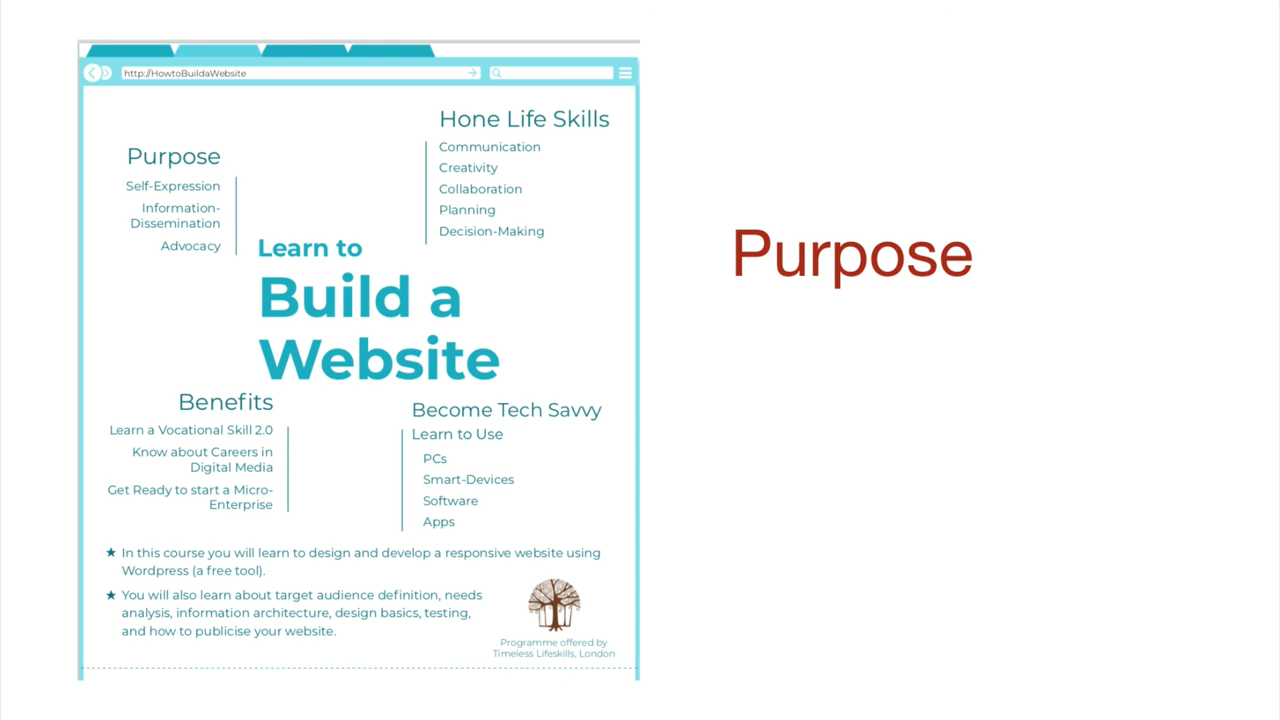 http://HowtoBuildaWebsite
Purpose
Self-Expression
Information-
Dissemination
Advocacy
Hone Life Skills
Communication
Creativity
Collaboration
Planning
Decision-Making
Learn to
Build a
Website
Benefits
Learn a Vocational Skill 2.0
Know about Careers in
Digital Media
Get Ready to start a Micro-
Enterprise
Become Tech Savvy
Learn to Use
PCs
Smart-Devices
Software
Apps
★ In this course you will learn to design and develop a responsive website using
Wordpress (a free tool).
★ You will also learn about target audience definition, needs
analysis, information architecture, design basics, testing,
and how to publicise your website.
Programme offered by
Timeless Lifeskills, London
Purpose